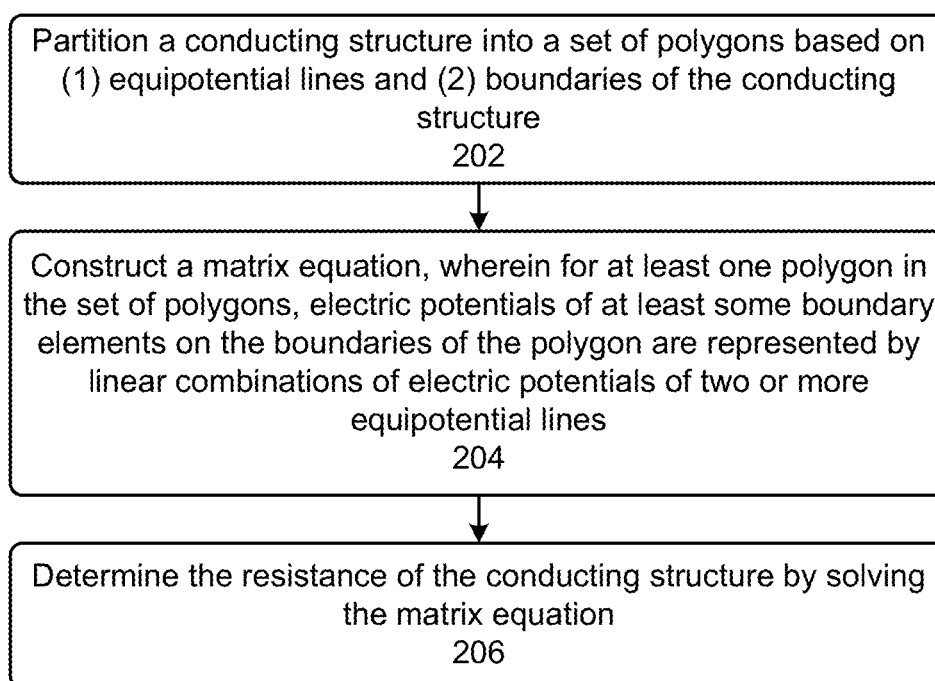 Partition a conducting structure into a set of polygons based on
(1) equipotential lines and (2) boundaries of the conducting
structure
202
Construct a matrix equation, wherein for at least one polygon in
the set of polygons, electric potentials of at least some boundary
elements on the boundaries of the polygon are represented by
linear combinations of electric potentials of two or more
equipotential lines
204
Determine the resistance of the conducting structure by solving
the matrix equation
206